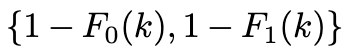 {1 − F₀(k), 1 − F₁(k)}